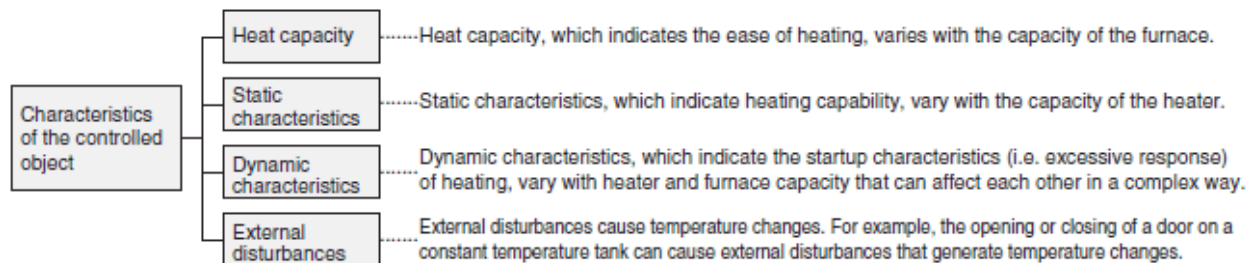 Characteristics
of the controlled
object
Heat capacity
Heat capacity, which indicates the ease of heating, varies with the capacity of the furnace.
Static
characteristics
Static characteristics, which indicate heating capability, vary with the capacity of the heater.
Dynamic
characteristics
Dynamic characteristics, which indicate the startup characteristics (i.e. excessive response)
of heating, vary with heater and furnace capacity that can affect each other in a complex way.
External
disturbances
External disturbances cause temperature changes. For example, the opening or closing of a door on a
constant temperature tank can cause external disturbances that generate temperature changes.